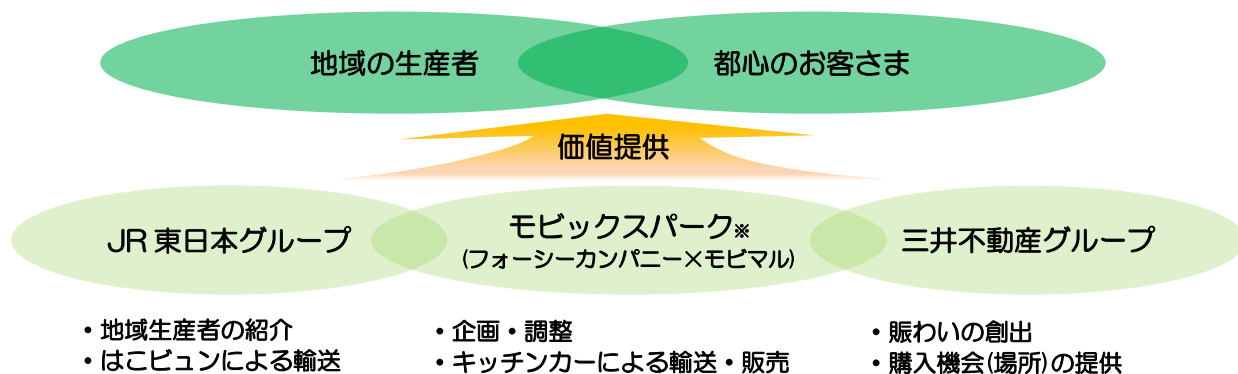 地域の生産者
都心のお客さま
価値提供
JR東日本グループ
モビックスパーク※
(フォーシーカンパニー×モビマル)
三井不動産グループ
・地域生産者の紹介
・はこビュンによる輸送
・企画・調整
・キッチンカーによる輸送・販売
・賑わいの創出
・購入機会(場所)の提供